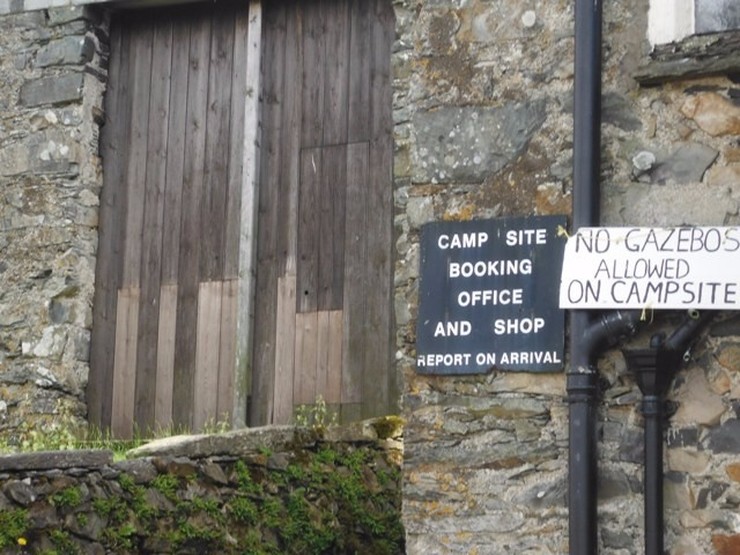 CAMP SITE
BOOKING
OFFICE
AND SHOP
REPORT ON ARRIVAL
NO GAZEBOS
ALLOWED
ON CAMPSITE